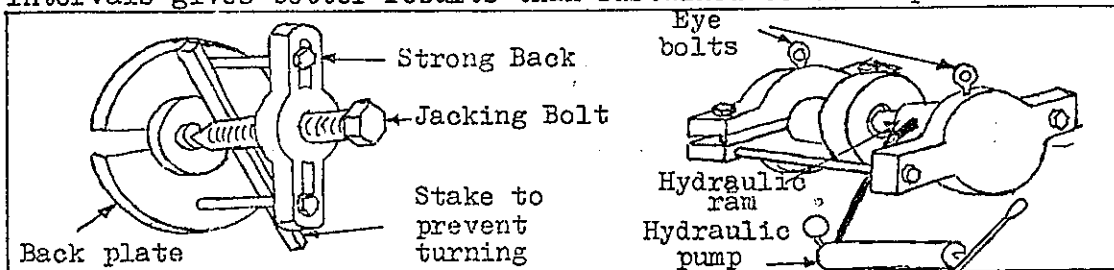 Strong Back
Jacking Bolt
Stake to
prevent
turning
Back plate
Eye
bolts
Hydraulic
ram
Hydraulic
pump